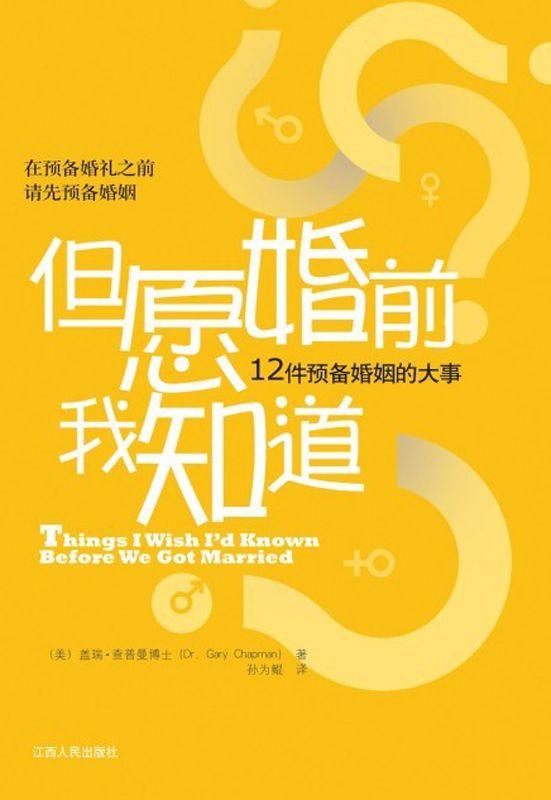 在预备婚礼之前
请先预备婚姻
但愿婚前
12件预备婚姻的大事
我知道
Things I Wish I'd Known
Before We Got Married
（美）盖瑞·查普曼博士（Dr. Gary Chapman） 著
孙为鲲 译
江西人民出版社